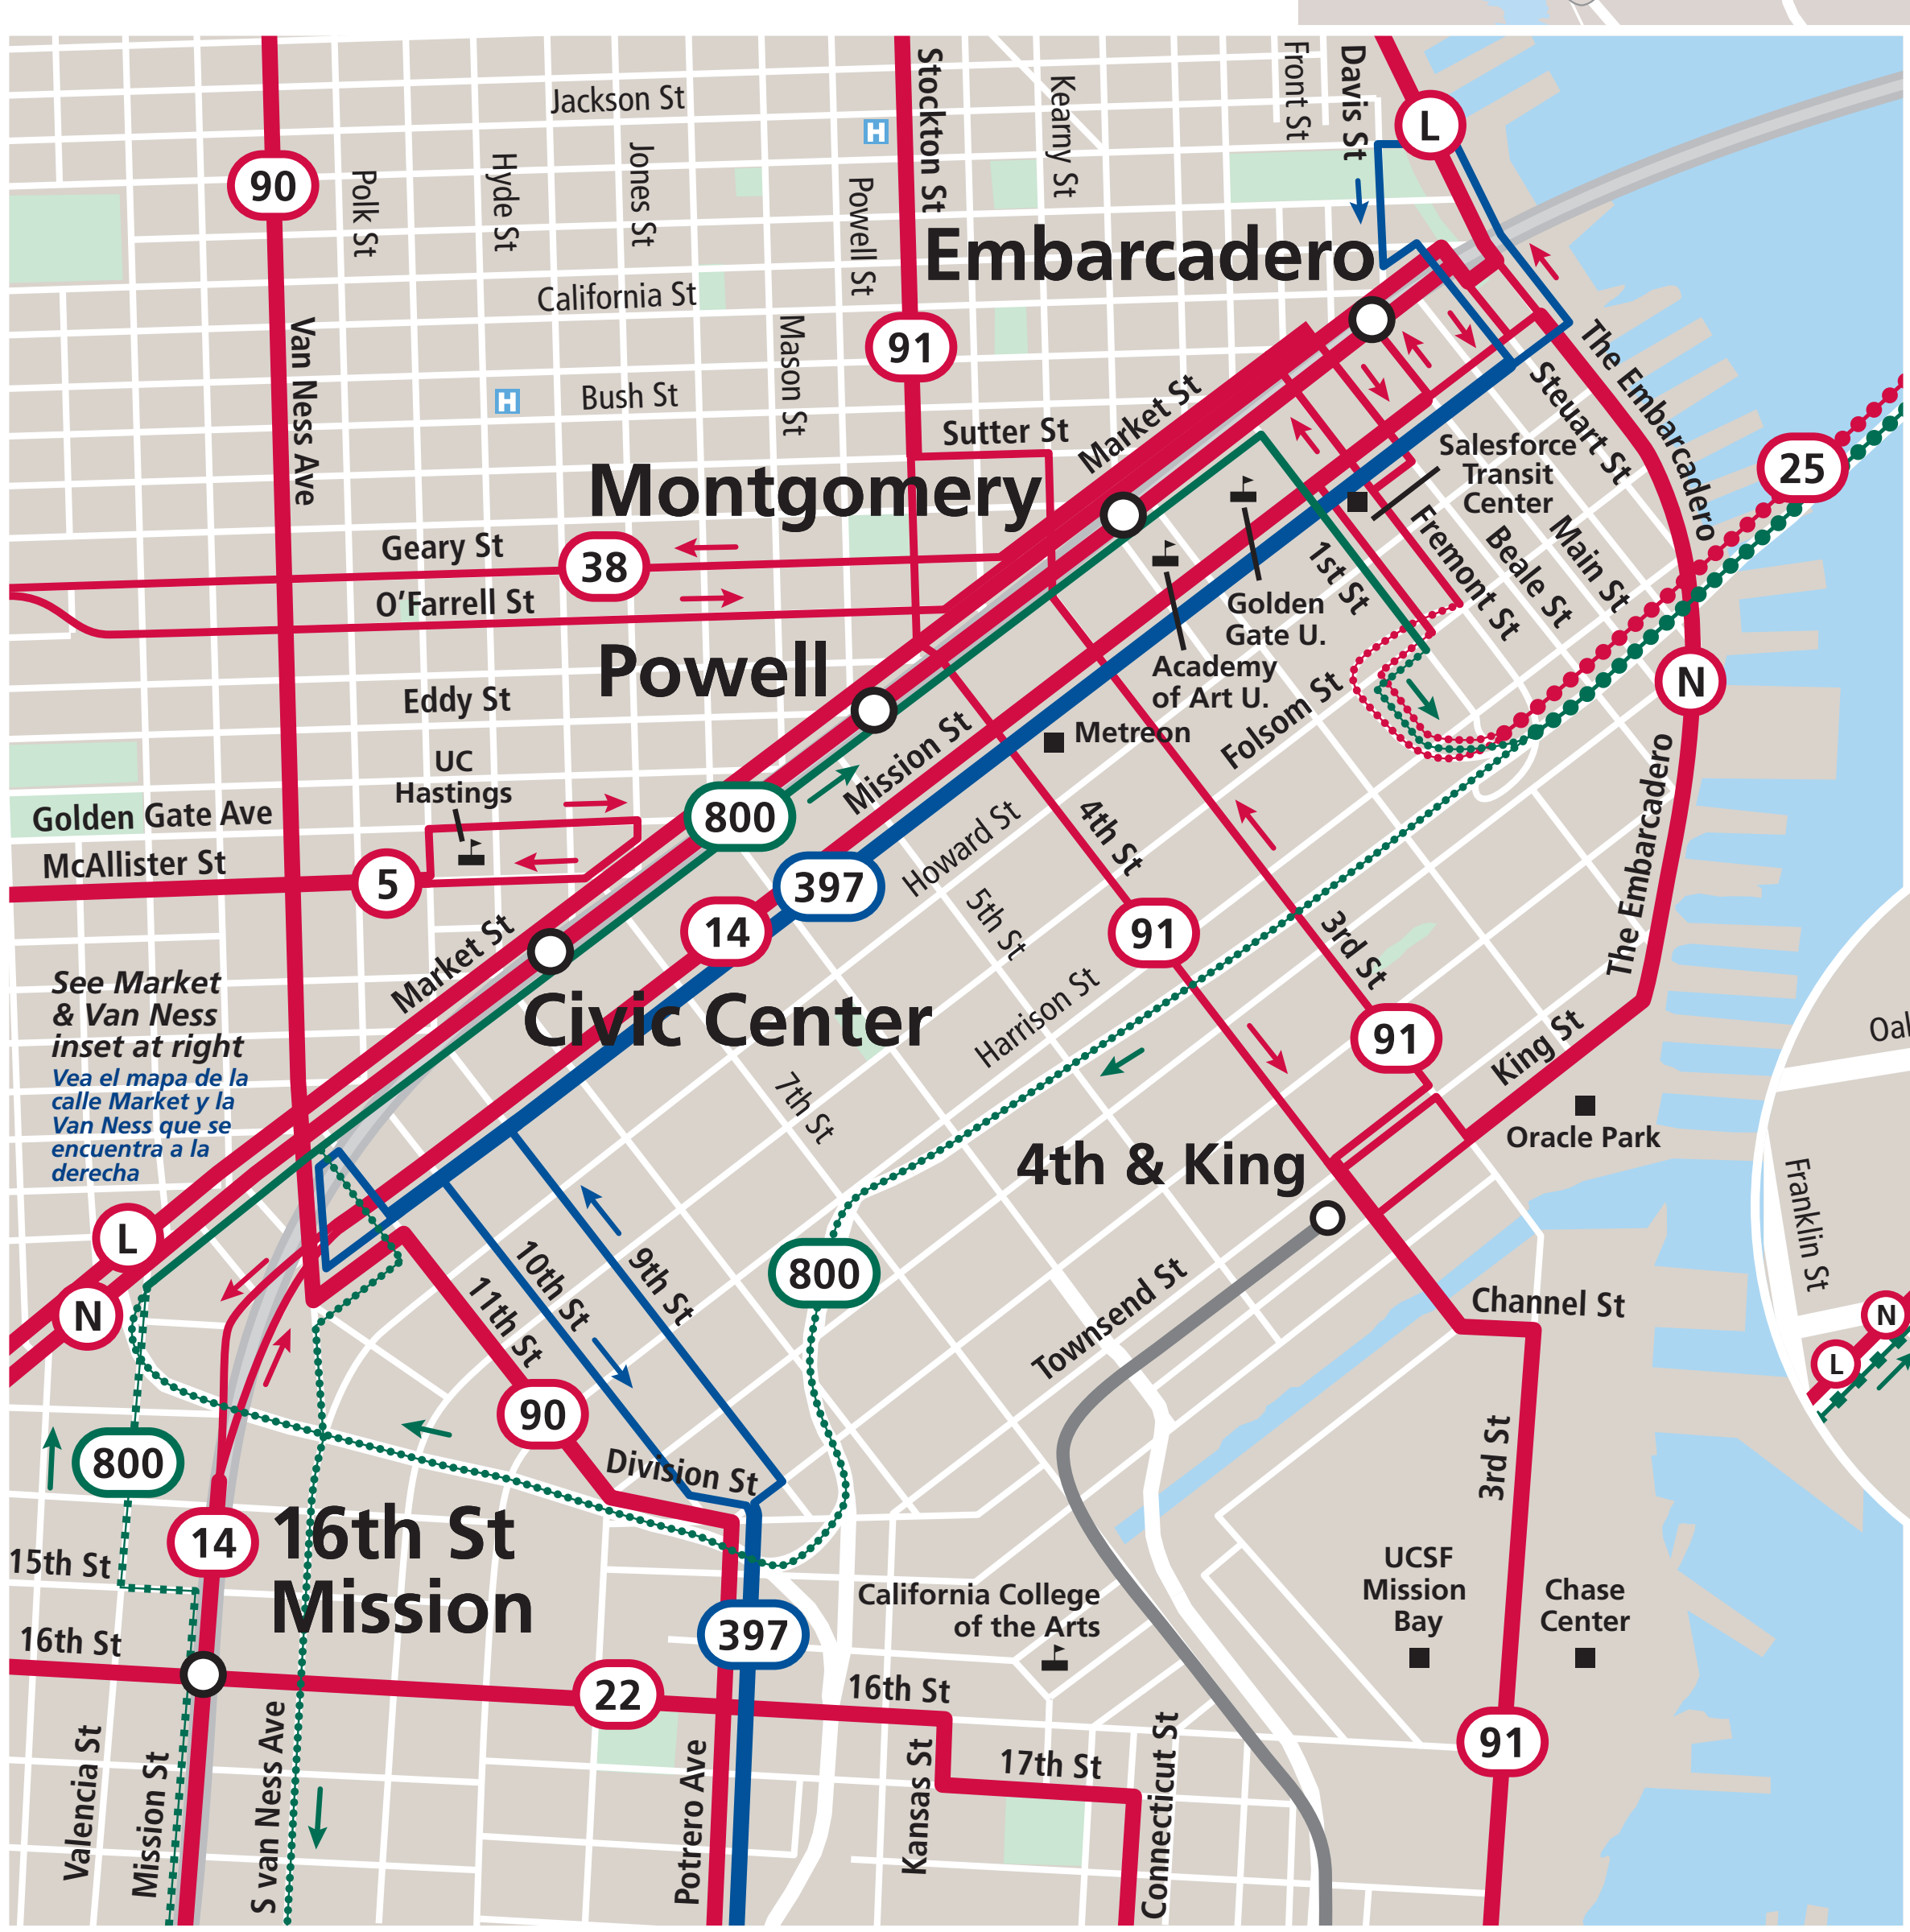 Jackson St
Stockton St
Kearny St
Front St
Davis St
L
90
Polk St
Hyde St
Jones St
Powell St
Embarcadero
California St
Mason St
91
Van Ness Ave
Bush St
Sutter St
Market St
The Embarcadero
Steuart St
Salesforce
Transit
Center
25
Montgomery
Geary St
38
O'Farrell St
1st St
Fremont St
Beale St
Main St
Golden
Gate U.
Academy
of Art U.
Powell
Eddy St
Folsom St
N
Metreon
Mission St
UC
Hastings
Golden Gate Ave
McAllister St
5
800
397
14
Howard St
4th St
91
The Embarcadero
Market St
5th St
3rd St
See Market
& Van Ness
inset at right
Vea el mapa de la
calle Market y la
Van Ness que se
encuentra a la
derecha
Civic Center
Harrison St
91
King St
Oak
7th St
4th & King
Oracle Park
Franklin St
L
N
10th St
9th St
11th St
800
Townsend St
Channel St
N
L
90
Division St
3rd St
800
14
16th St
Mission
15th St
16th St
397
California College
of the Arts
UCSF
Mission
Bay
Chase
Center
22
16th St
91
Valencia St
Mission St
S van Ness Ave
Potrero Ave
Kansas St
17th St
Connecticut St